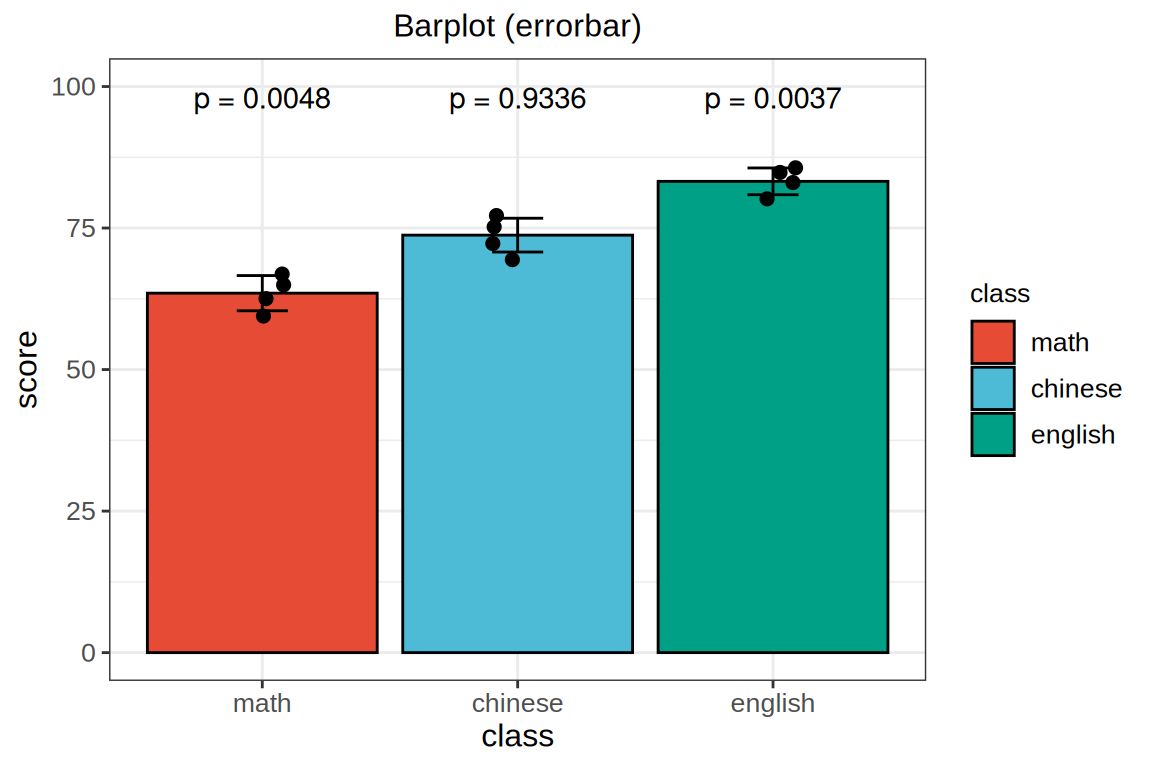 Barplot (errorbar)
p = 0.0048
p = 0.9336
p = 0.0037
100
75
50
25
0
score
math
chinese
english
class
class
math
chinese
english